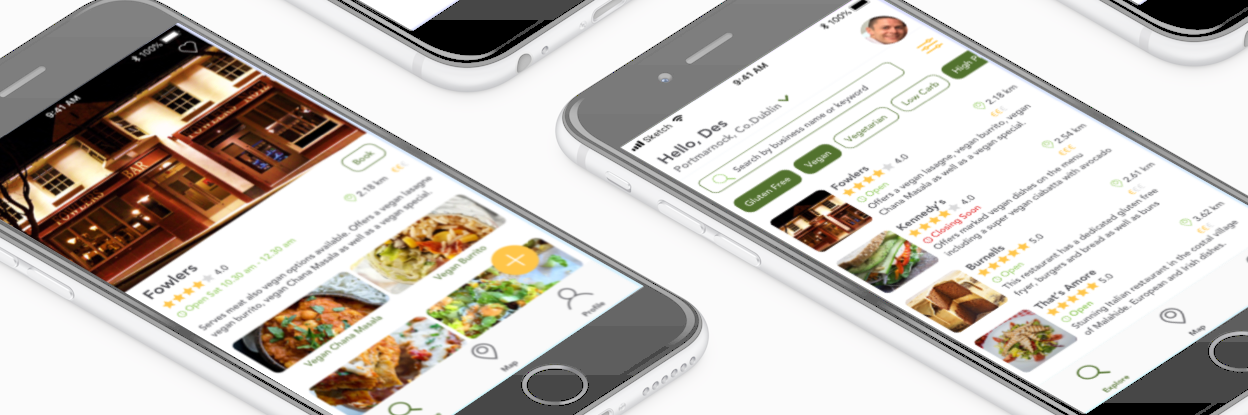 100%
9:41 AM
BAR
Book
2.18 km
€€€
Fowlers
4.0
Open Sat 10.30 am - 12.30 am
Serves meat also vegan options available. Offers a vegan lasagne
vegan burrito, vegan Chana Masala as well as a vegan special.
Vegan Chana Masala
Vegan Burrito
Map
Profile
Sketch
9:41 AM
100%
Hello, Des
Portmarnock, Co.Dublin
Search by business name or keyword
Gluten Free
Vegan
Vegetarian
Low Carb
High P
Fowlers
4.0
2.18 km
€€€
Open
Offers a vegan lasagne, vegan burrito, vegan
Chana Masala as well as a vegan special.
Kennedy's
4.0
2.54 km
€€€
Closing Soon
Offers marked vegan dishes on the menu
including a super vegan ciabatta with avocado
Burnells
5.0
2.61 km
€€€
Open
This restaurant has a dedicated gluten free
fryer, burgers and bread as well as buns
That's Amore
5.0
3.62 km
€€€
Open
Stunning Italian restaurant in the costal village
of Malahide. European and Irish dishes.
Explore
Map